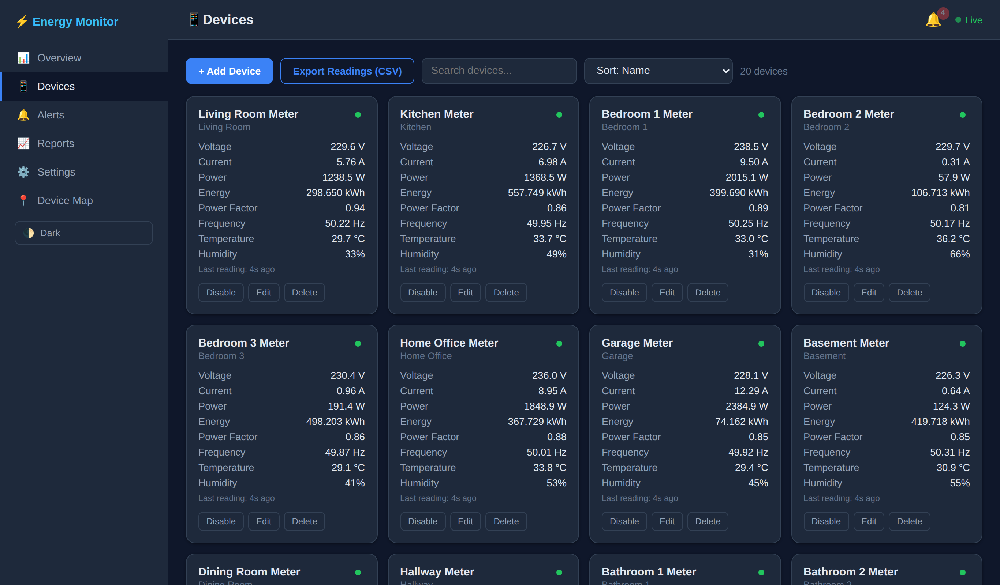 ⚡ Energy Monitor
📊 Overview
📱 Devices
🔔 Alerts
📈 Reports
⚙️ Settings
📍 Device Map
🌗 Dark
📱 Devices
🔔 4
Live
+ Add Device
Export Readings (CSV)
Search devices...
Sort: Name
20 devices
Living Room Meter
Living Room
Voltage 229.6 V
Current 5.76 A
Power 1238.5 W
Energy 298.650 kWh
Power Factor 0.94
Frequency 50.22 Hz
Temperature 29.7 °C
Humidity 33%
Last reading: 4s ago
Disable Edit Delete
Kitchen Meter
Kitchen
Voltage 226.7 V
Current 6.98 A
Power 1368.5 W
Energy 557.749 kWh
Power Factor 0.86
Frequency 49.95 Hz
Temperature 33.7 °C
Humidity 49%
Last reading: 4s ago
Disable Edit Delete
Bedroom 1 Meter
Bedroom 1
Voltage 238.5 V
Current 9.50 A
Power 2015.1 W
Energy 399.690 kWh
Power Factor 0.89
Frequency 50.25 Hz
Temperature 33.0 °C
Humidity 31%
Last reading: 4s ago
Disable Edit Delete
Bedroom 2 Meter
Bedroom 2
Voltage 229.7 V
Current 0.31 A
Power 57.9 W
Energy 106.713 kWh
Power Factor 0.81
Frequency 50.17 Hz
Temperature 36.2 °C
Humidity 66%
Last reading: 4s ago
Disable Edit Delete
Bedroom 3 Meter
Bedroom 3
Voltage 230.4 V
Current 0.96 A
Power 191.4 W
Energy 498.203 kWh
Power Factor 0.86
Frequency 49.87 Hz
Temperature 29.1 °C
Humidity 41%
Last reading: 4s ago
Disable Edit Delete
Home Office Meter
Home Office
Voltage 236.0 V
Current 8.95 A
Power 1848.9 W
Energy 367.729 kWh
Power Factor 0.88
Frequency 50.01 Hz
Temperature 33.8 °C
Humidity 53%
Last reading: 4s ago
Disable Edit Delete
Garage Meter
Garage
Voltage 228.1 V
Current 12.29 A
Power 2384.9 W
Energy 74.162 kWh
Power Factor 0.85
Frequency 49.92 Hz
Temperature 29.4 °C
Humidity 45%
Last reading: 4s ago
Disable Edit Delete
Basement Meter
Basement
Voltage 226.3 V
Current 0.64 A
Power 124.3 W
Energy 419.718 kWh
Power Factor 0.85
Frequency 50.31 Hz
Temperature 30.9 °C
Humidity 55%
Last reading: 4s ago
Disable Edit Delete
Dining Room Meter
Dining Room
Hallway Meter
Hallway
Bathroom 1 Meter
Bathroom 1
Bathroom 2 Meter
Bathroom 2